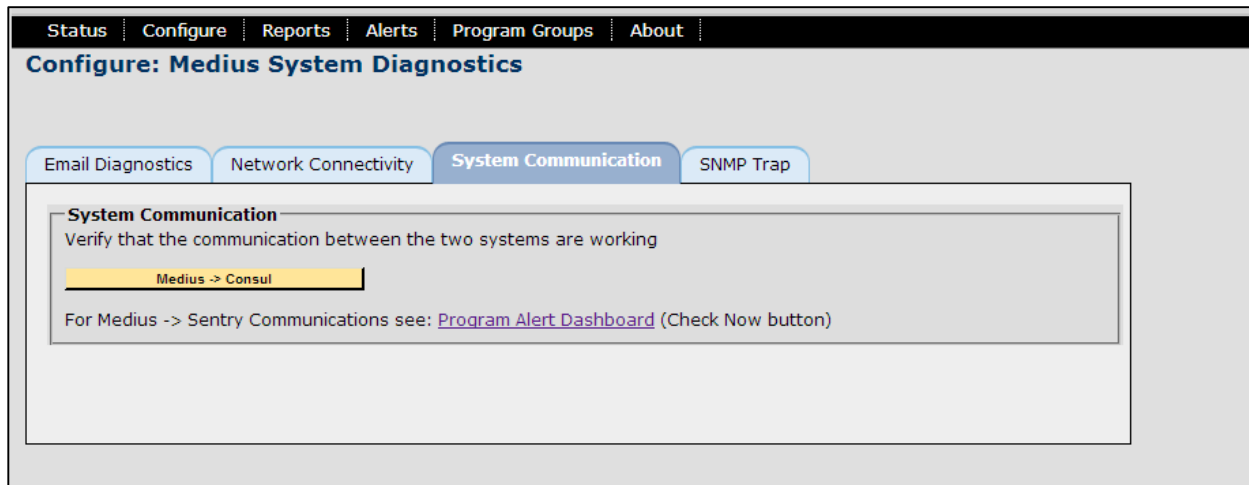 Status Configure Reports Alerts Program Groups About
Configure: Medius System Diagnostics
Email Diagnostics Network Connectivity System Communication SNMP Trap
System Communication
Verify that the communication between the two systems are working
Medius -> Consul
For Medius -> Sentry Communications see: Program Alert Dashboard (Check Now button)